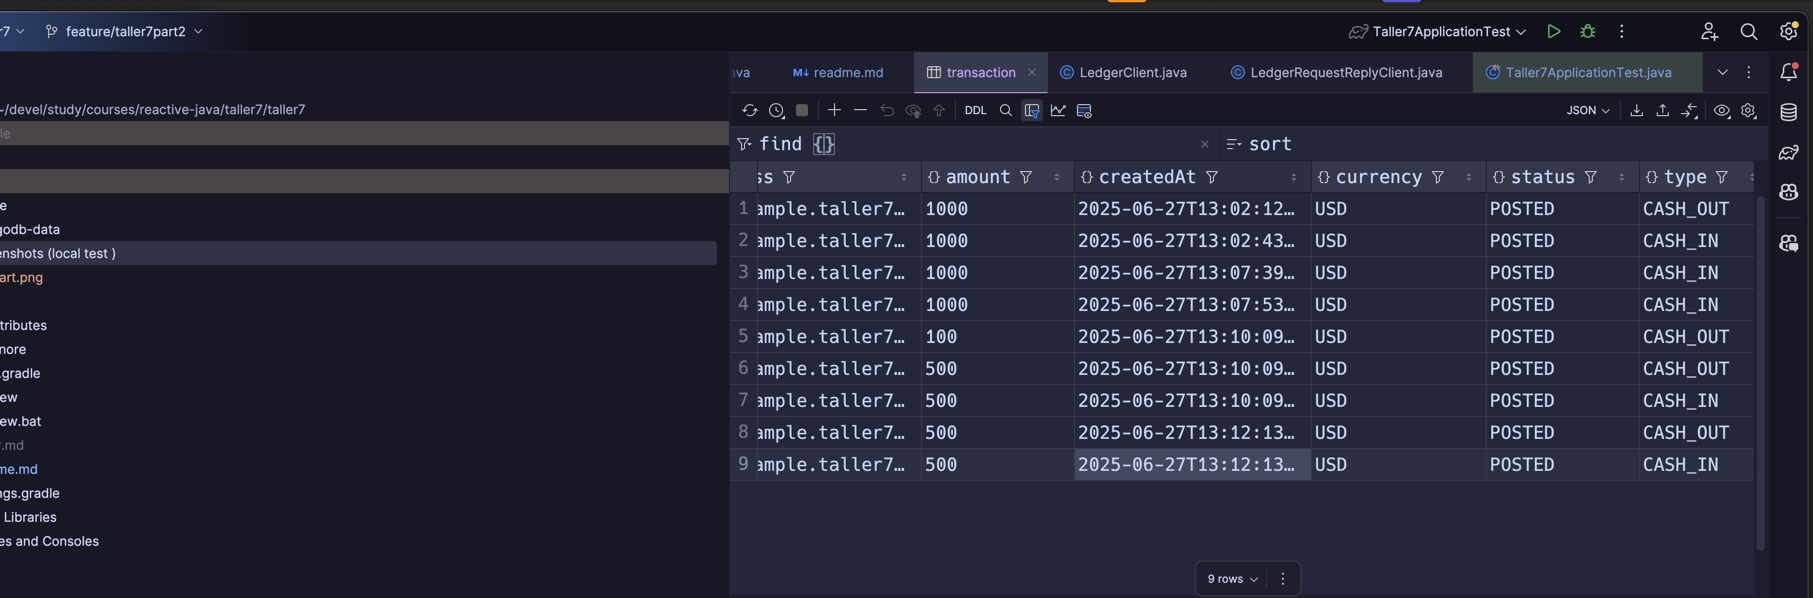 r7 feature/taller7part2 Taller7ApplicationTest
ava readme.md transaction LedgerClient.java LedgerRequestReplyClient.java Taller7ApplicationTest.java
~/devel/study/courses/reactive-java/taller7/taller7
le
e
godb-data
enshots (local test )
art.png
tributes
nore
.gradle
ew
ew.bat
.md
me.md
ngs.gradle
Libraries
es and Consoles
DDL JSON
find {} sort
ss {} amount {} createdAt {} currency {} status {} type
1 ample.taller7… 1000 2025-06-27T13:02:12… USD POSTED CASH_OUT
2 ample.taller7… 1000 2025-06-27T13:02:43… USD POSTED CASH_IN
3 ample.taller7… 1000 2025-06-27T13:07:39… USD POSTED CASH_IN
4 ample.taller7… 1000 2025-06-27T13:07:53… USD POSTED CASH_IN
5 ample.taller7… 100 2025-06-27T13:10:09… USD POSTED CASH_OUT
6 ample.taller7… 500 2025-06-27T13:10:09… USD POSTED CASH_OUT
7 ample.taller7… 500 2025-06-27T13:10:09… USD POSTED CASH_IN
8 ample.taller7… 500 2025-06-27T13:12:13… USD POSTED CASH_OUT
9 ample.taller7… 500 2025-06-27T13:12:13… USD POSTED CASH_IN
9 rows